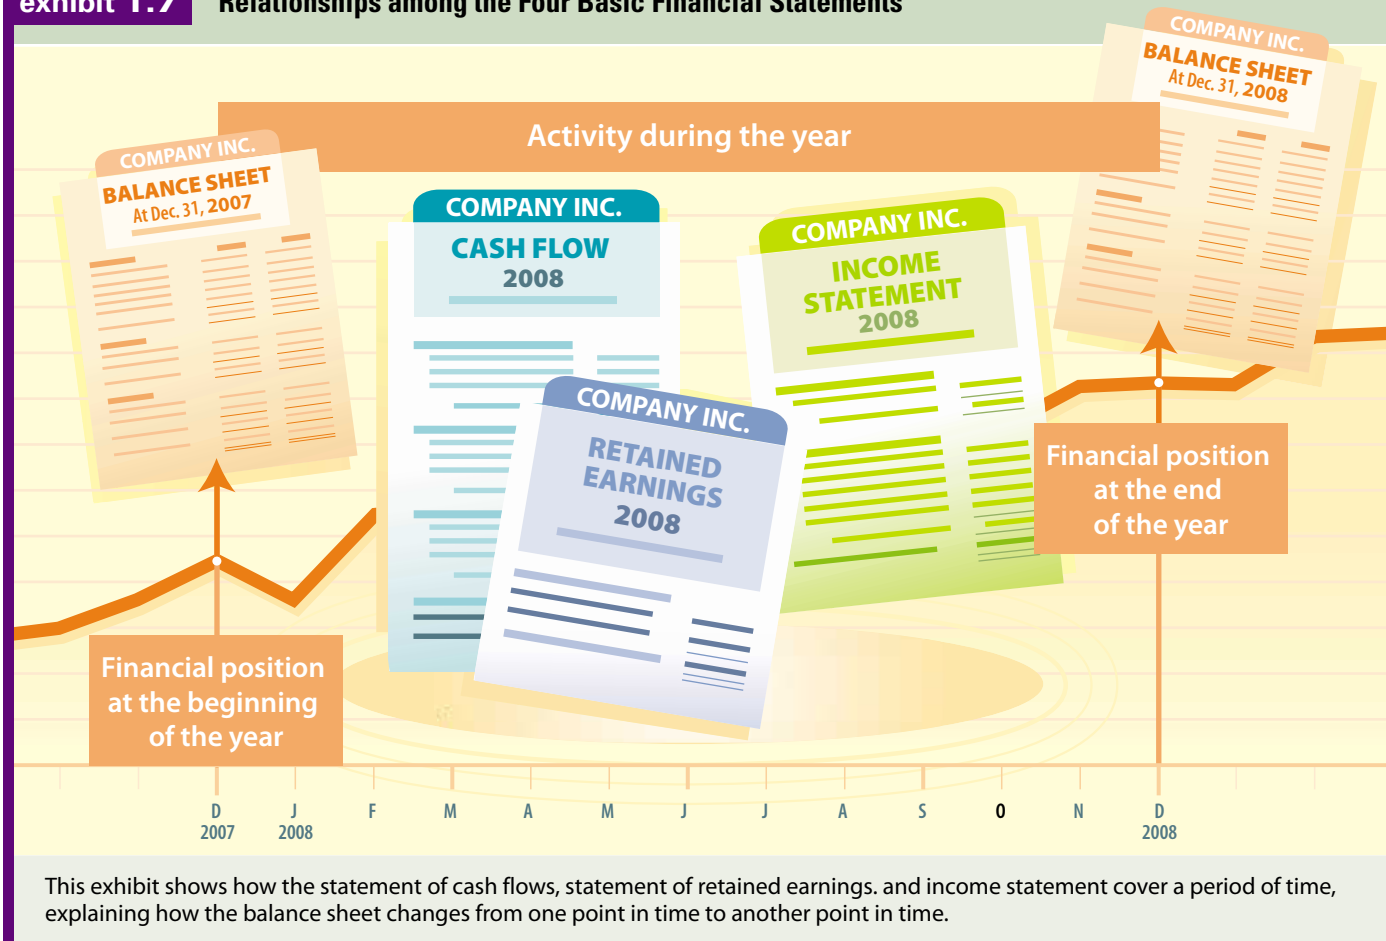 exhibit 1.7 Relationships among the Four Basic Financial Statements
COMPANY INC.
BALANCE SHEET
At Dec. 31, 2008
Activity during the year
COMPANY INC.
BALANCE SHEET
At Dec. 31, 2007
COMPANY INC.
CASH FLOW
2008
COMPANY INC.
INCOME
STATEMENT
2008
COMPANY INC.
RETAINED
EARNINGS
2008
Financial position
at the end
of the year
Financial position
at the beginning
of the year
D J F M A M J J A S O N D
2007 2008 2008
This exhibit shows how the statement of cash flows, statement of retained earnings. and income statement cover a period of time,
explaining how the balance sheet changes from one point in time to another point in time.